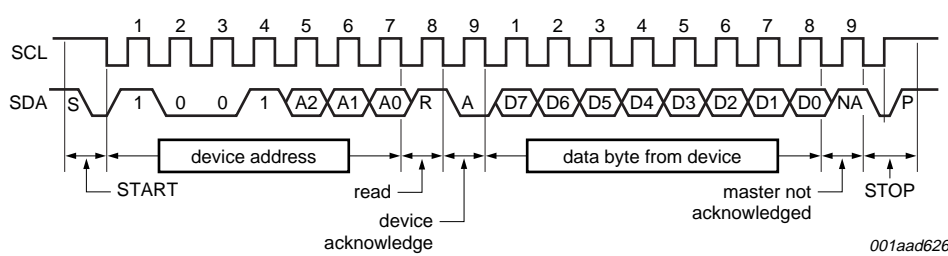 1 2 3 4 5 6 7 8 9 1 2 3 4 5 6 7 8 9
SCL
SDA S 1 0 0 1 A2 A1 A0 R A D7 D6 D5 D4 D3 D2 D1 D0 NA P
device address
data byte from device
START
read
device
acknowledge
master not
acknowledged
STOP
001aad626